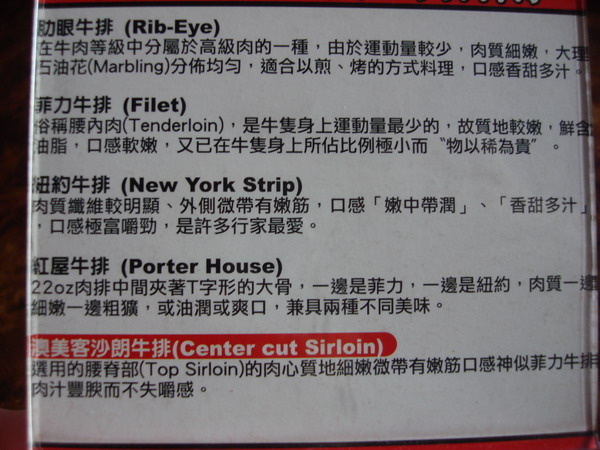 肋眼牛排 (Rib-Eye)
在牛肉等級中分屬於高級肉的一種，由於運動量較少，肉質細嫩，大理
石油花(Marbling)分佈均勻，適合以煎、烤的方式料理，口感香甜多汁。
菲力牛排 (Filet)
俗稱腰內肉(Tenderloin)，是牛隻身上運動量最少的，故質地較嫩，鮮含
油脂，口感軟嫩，又已在牛隻身上所佔比例極小而〝物以稀為貴〞。
紐約牛排 (New York Strip)
肉質纖維較明顯、外側微帶有嫩筋，口感「嫩中帶潤」、「香甜多汁」
，口感極富嚼勁，是許多行家最愛。
紅屋牛排 (Porter House)
22oz肉排中間夾著T字形的大骨，一邊是菲力，一邊是紐約，肉質一邊
細嫩一邊粗獷，或油潤或爽口，兼具兩種不同美味。
澳美客沙朗牛排(Center cut Sirloin)
選用的腰脊部(Top Sirloin)的肉心質地細嫩微帶有嫩筋口感神似菲力牛排
肉汁豐腴而不失嚼感。